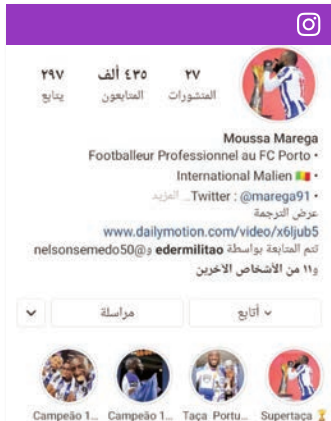 ٢٧ ٤٣٥ ألف ٢٩٧
المنشورات المتابعون يتابع
Moussa Marega
Footballeur Professionnel au FC Porto •
International Malien 🇲🇱 •
Twitter : @marega91 •... المزيد
عرض الترجمة
www.dailymotion.com/video/x6ljub5
تتم المتابعة بواسطة edermilitao و@nelsonsemedo50
و١١ من الأشخاص الآخرين
أتابع مراسلة
Supertaça 🏆 Taça Portu... Campeão 1... Campeão 1...